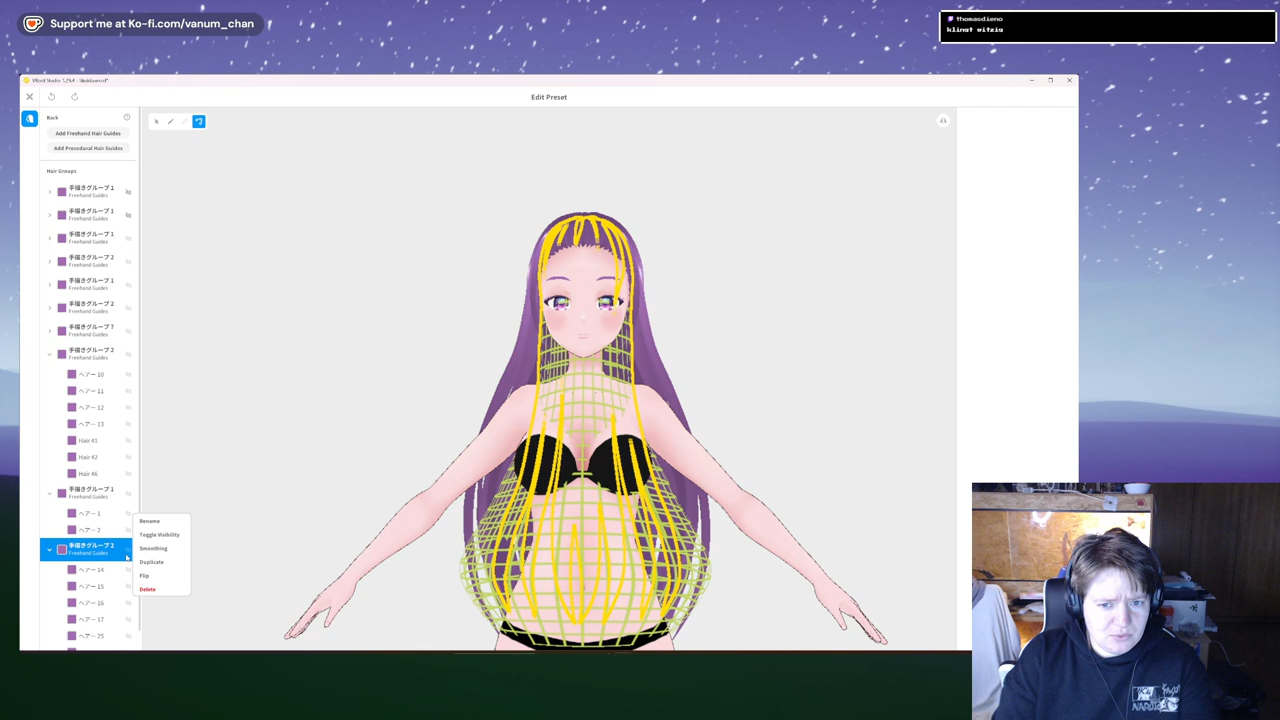 Support me at Ko-fi.com/vanum_chan
thomasdieno
klingt witzig
Edit Preset
Back
Add Freehand Hair Guides
Add Procedural Hair Guides
Hair Groups
手描きグループ 1
Freehand Guides
手描きグループ 1
Freehand Guides
手描きグループ 1
Freehand Guides
手描きグループ 2
Freehand Guides
手描きグループ 1
Freehand Guides
手描きグループ 2
Freehand Guides
手描きグループ 7
Freehand Guides
手描きグループ 2
Freehand Guides
ヘアー 10
ヘアー 11
ヘアー 12
ヘアー 13
Hair 41
Hair 42
Hair 46
手描きグループ 1
Freehand Guides
ヘアー 1
ヘアー 2
手描きグループ 2
Freehand Guides
ヘアー 14
ヘアー 15
ヘアー 16
ヘアー 17
ヘアー 25
Rename
Toggle Visibility
Smoothing
Duplicate
Flip
Delete
NARUTO